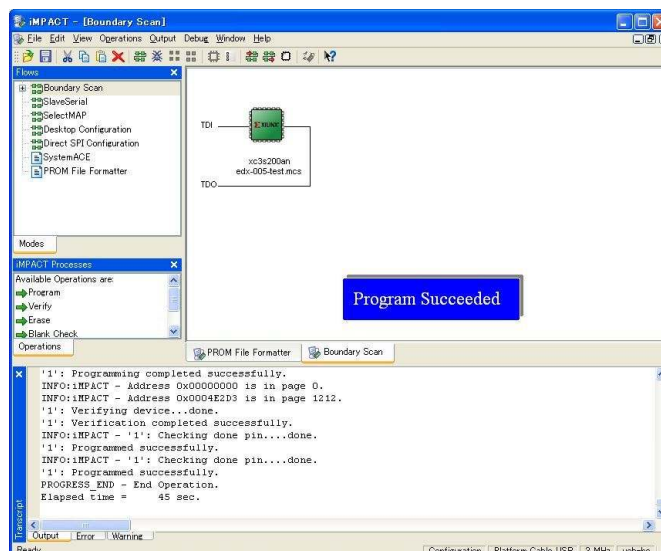 iMPACT - [Boundary Scan]
File Edit View Operations Output Debug Window Help
Flows
Boundary Scan
SlaveSerial
SelectMAP
Desktop Configuration
Direct SPI Configuration
SystemACE
PROM File Formatter
Modes
iMPACT Processes
Available Operations are:
Program
Verify
Erase
Blank Check
Operations
TDI
XILINX
xc3s200an
edx-005-test.mcs
TDO
Program Succeeded
PROM File Formatter
Boundary Scan
'1': Programming completed successfully.
INFO:iMPACT - Address 0x00000000 is in page 0.
INFO:iMPACT - Address 0x0004E2D3 is in page 1212.
'1': Verifying device...done.
'1': Verification completed successfully.
INFO:iMPACT - '1': Checking done pin....done.
'1': Programmed successfully.
INFO:iMPACT - '1': Checking done pin....done.
'1': Programmed successfully.
PROGRESS_END - End Operation.
Elapsed time =     45 sec.
Transcript
Output Error Warning
Ready
Configuration Platform Cable USB 3 MHz usb-hs